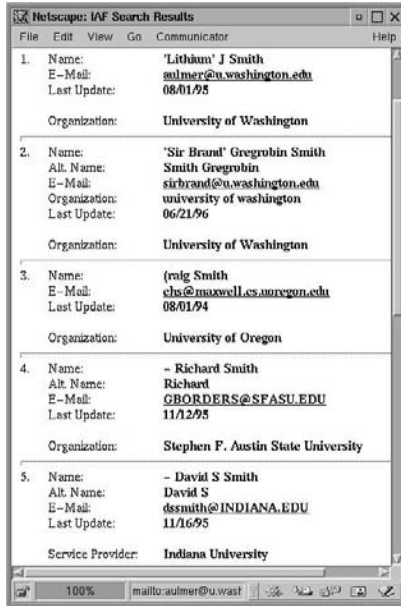 Netscape: IAF Search Results
File Edit View Go Communicator Help
1. Name: 'Lithium' J Smith
E-Mail: aulmer@u.washington.edu
Last Update: 08/01/95
Organization: University of Washington
2. Name: 'Sir Brand' Gregrobin Smith
Alt. Name: Smith Gregrobin
E-Mail: sirbrand@u.washington.edu
Organization: university of washington
Last Update: 06/21/96
Organization: University of Washington
3. Name: (raig Smith
E-Mail: chs@maxwell.cs.uoregon.edu
Last Update: 08/01/94
Organization: University of Oregon
4. Name: - Richard Smith
Alt. Name: Richard
E-Mail: GBORDERS@SFASU.EDU
Last Update: 11/12/95
Organization: Stephen F. Austin State University
5. Name: - David S Smith
Alt. Name: David S
E-Mail: dssmith@INDIANA.EDU
Last Update: 11/16/95
Service Provider: Indiana University
100% mailto:aulmer@u.wast